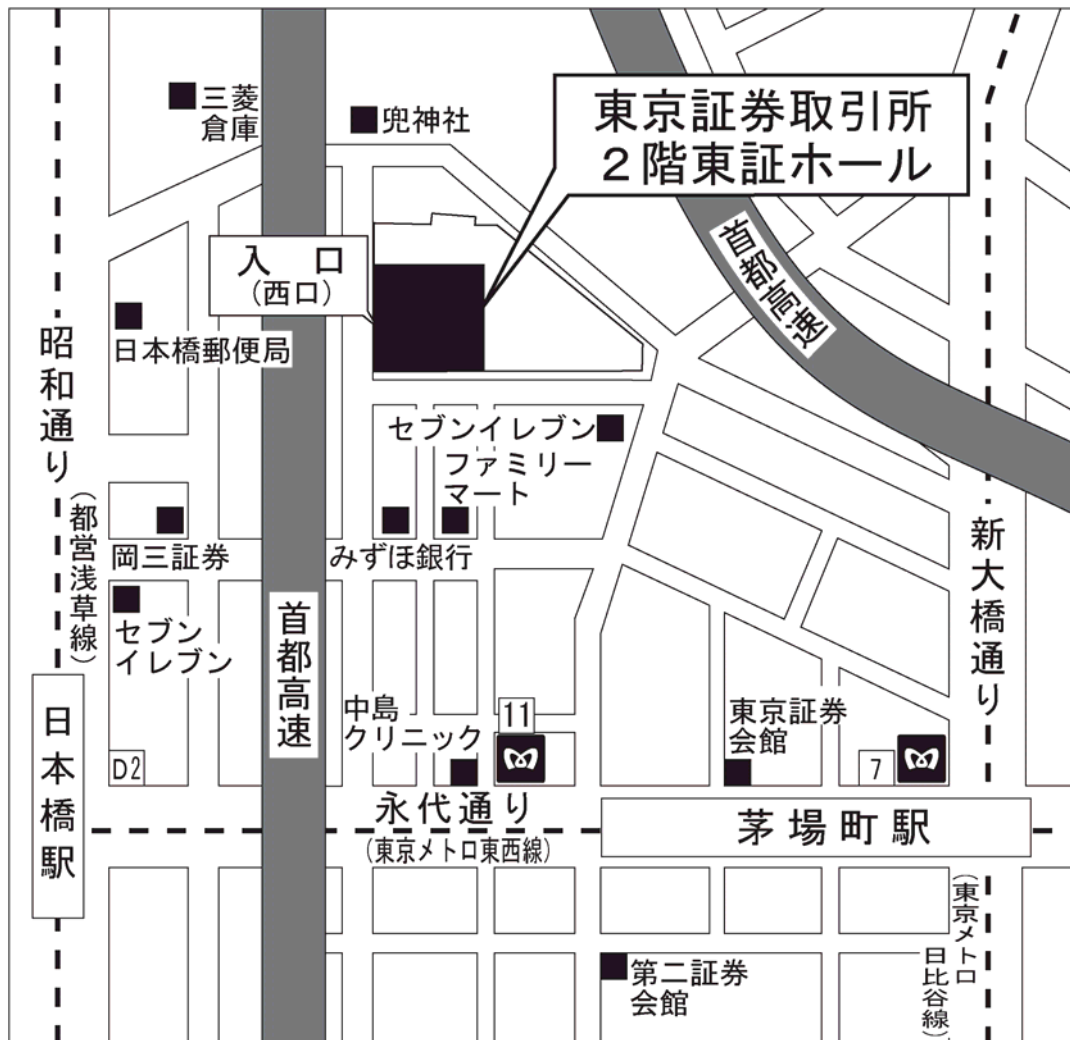 三菱
倉庫
兜神社
東京証券取引所
2階東証ホール
入 口
(西口)
首都高速
日本橋郵便局
昭和通り
(都営浅草線)
セブンイレブン
ファミリー
マート
岡三証券
みずほ銀行
新大橋通り
セブン
イレブン
首都高速
中島
クリニック
11
東京証券
会館
7
D2
日本橋駅
永代通り
(東京メトロ東西線)
茅場町駅
(東京メトロ
日比谷線)
第二証券
会館